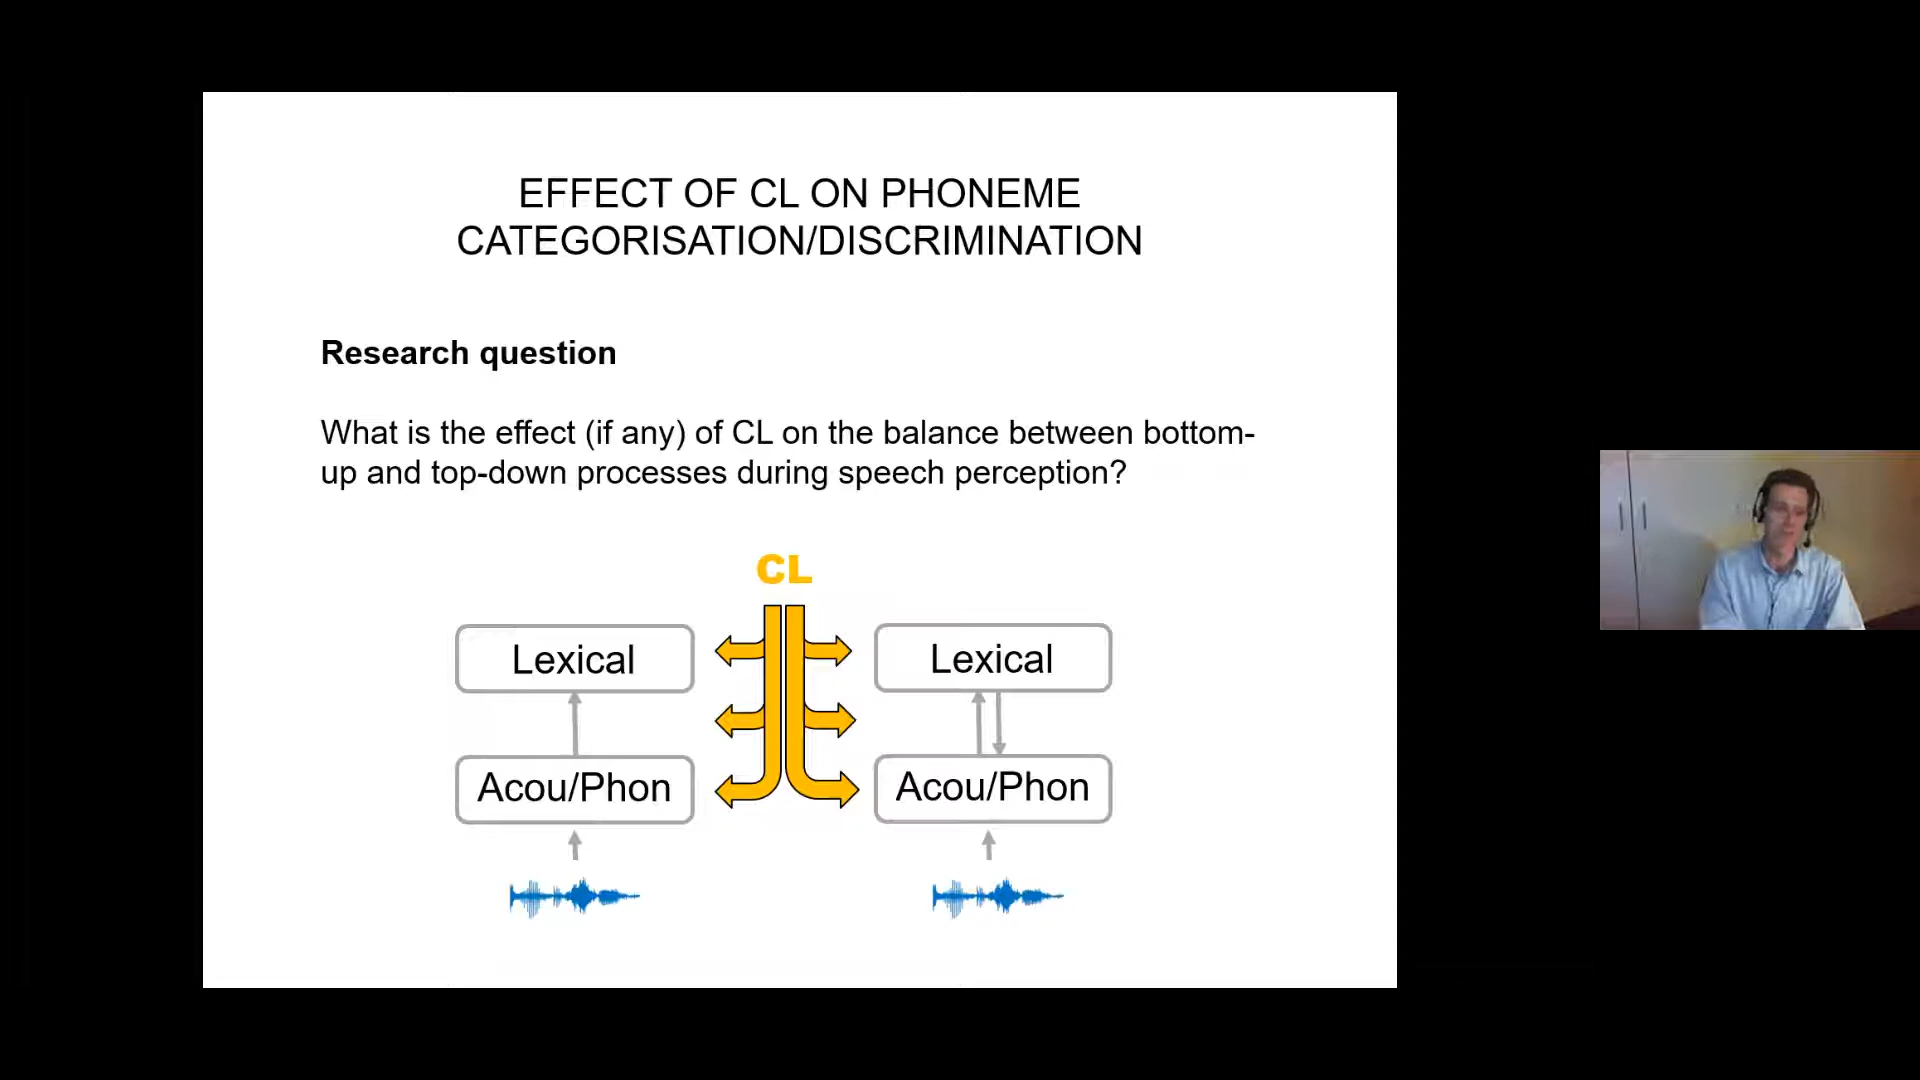 EFFECT OF CL ON PHONEME
CATEGORISATION/DISCRIMINATION
Research question
What is the effect (if any) of CL on the balance between bottom-
up and top-down processes during speech perception?
CL
Lexical
Lexical
Acou/Phon
Acou/Phon